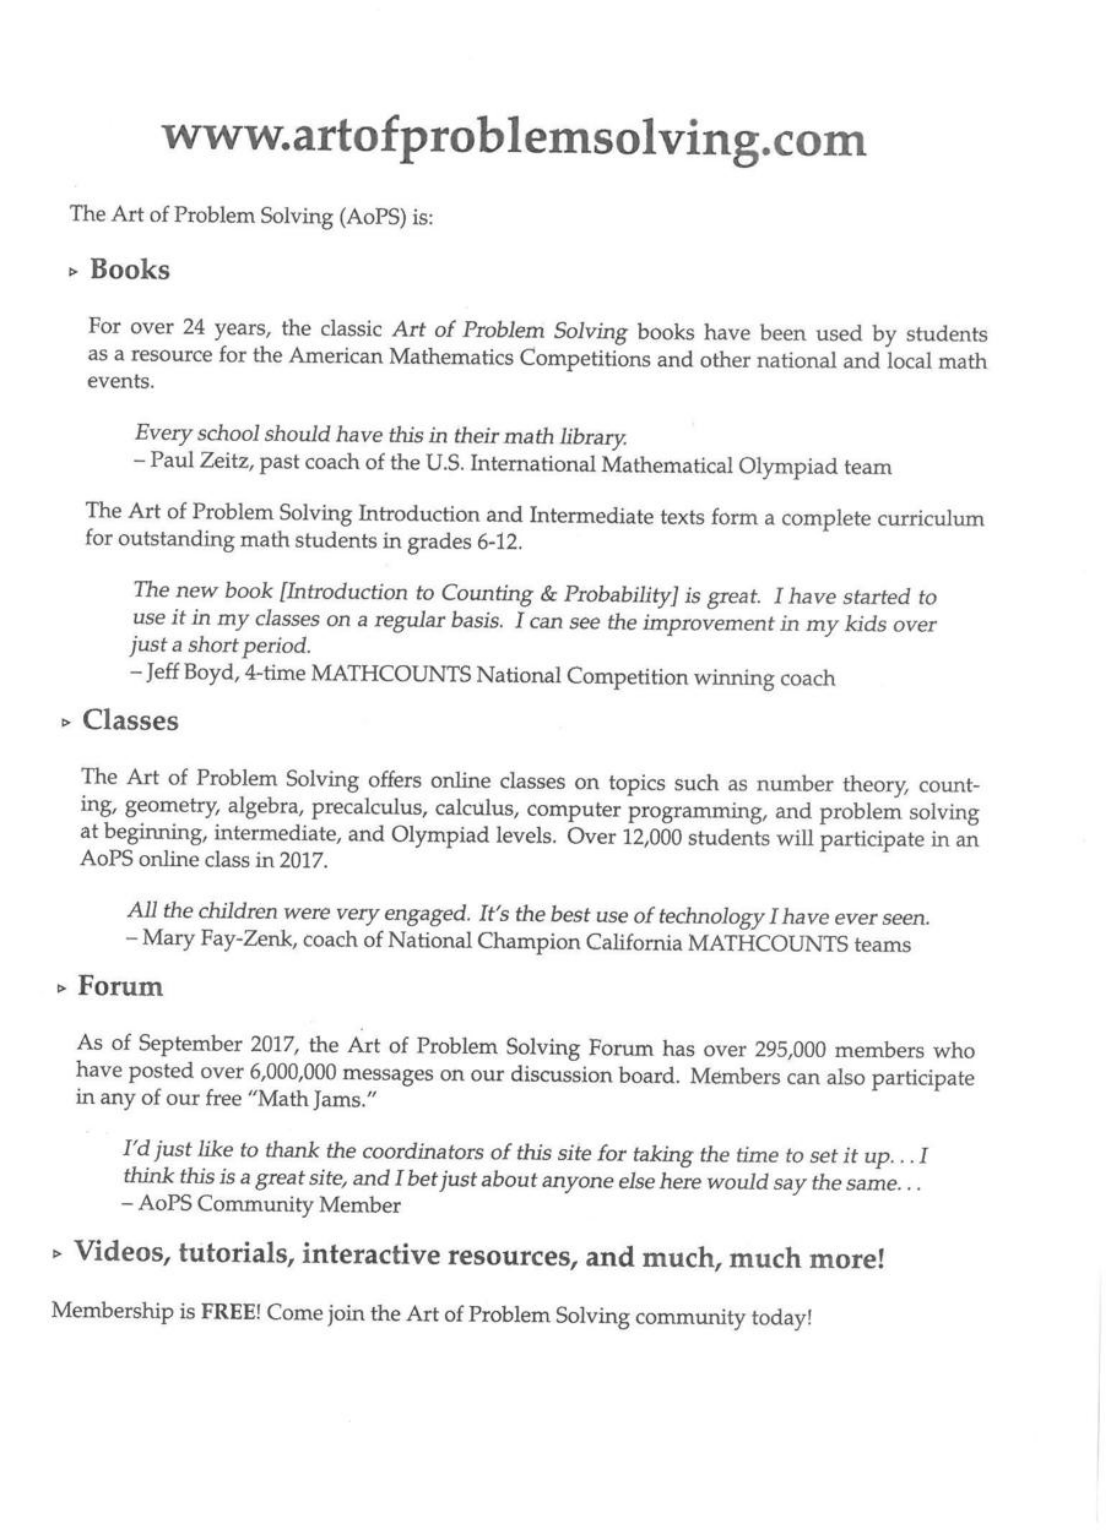 www.artofproblemsolving.com
The Art of Problem Solving (AoPS) is:
▹ Books
For over 24 years, the classic Art of Problem Solving books have been used by students
as a resource for the American Mathematics Competitions and other national and local math
events.
Every school should have this in their math library.
– Paul Zeitz, past coach of the U.S. International Mathematical Olympiad team
The Art of Problem Solving Introduction and Intermediate texts form a complete curriculum
for outstanding math students in grades 6-12.
The new book [Introduction to Counting & Probability] is great. I have started to
use it in my classes on a regular basis. I can see the improvement in my kids over
just a short period.
– Jeff Boyd, 4-time MATHCOUNTS National Competition winning coach
▹ Classes
The Art of Problem Solving offers online classes on topics such as number theory, count-
ing, geometry, algebra, precalculus, calculus, computer programming, and problem solving
at beginning, intermediate, and Olympiad levels. Over 12,000 students will participate in an
AoPS online class in 2017.
All the children were very engaged. It's the best use of technology I have ever seen.
– Mary Fay-Zenk, coach of National Champion California MATHCOUNTS teams
▹ Forum
As of September 2017, the Art of Problem Solving Forum has over 295,000 members who
have posted over 6,000,000 messages on our discussion board. Members can also participate
in any of our free "Math Jams."
I'd just like to thank the coordinators of this site for taking the time to set it up... I
think this is a great site, and I bet just about anyone else here would say the same...
– AoPS Community Member
▹ Videos, tutorials, interactive resources, and much, much more!
Membership is FREE! Come join the Art of Problem Solving community today!